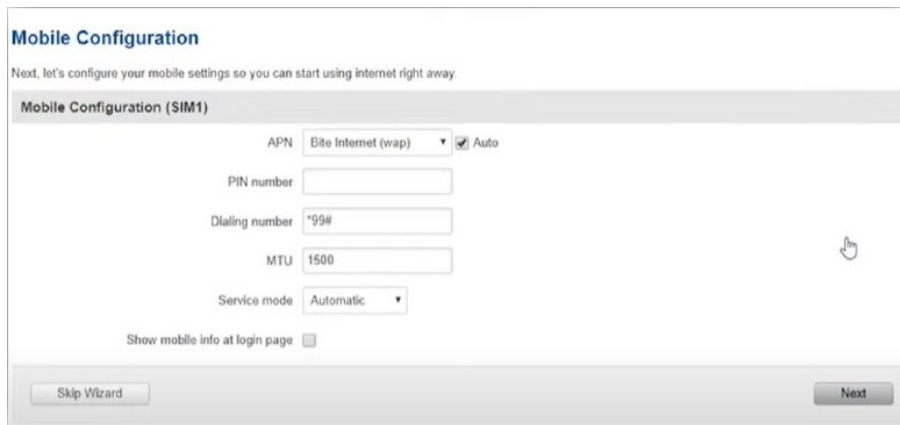 Mobile Configuration
Next, let's configure your mobile settings so you can start using internet right away.
Mobile Configuration (SIM1)
APN Bite Internet (wap) Auto
PIN number
Dialing number *99#
MTU 1500
Service mode Automatic
Show mobile info at login page
Skip Wizard Next